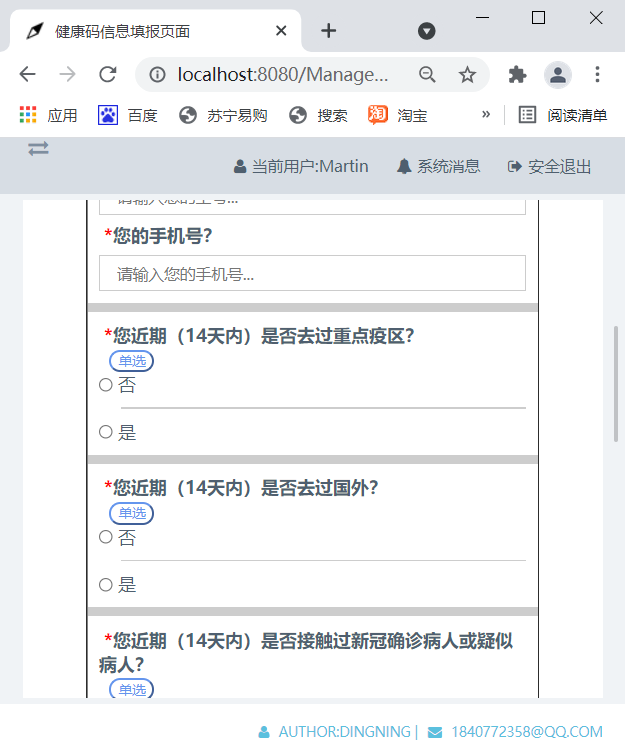 健康码信息填报页面
localhost:8080/Manage...
应用 百度 苏宁易购 搜索 淘 淘宝 » 阅读清单
当前用户:Martin 系统消息 安全退出
*您的手机号?
请输入您的手机号...
*您近期（14天内）是否去过重点疫区?
单选
否
是
*您近期（14天内）是否去过国外?
单选
否
是
*您近期（14天内）是否接触过新冠确诊病人或疑似
病人?
单选
AUTHOR:DINGNING | 1840772358@QQ.COM